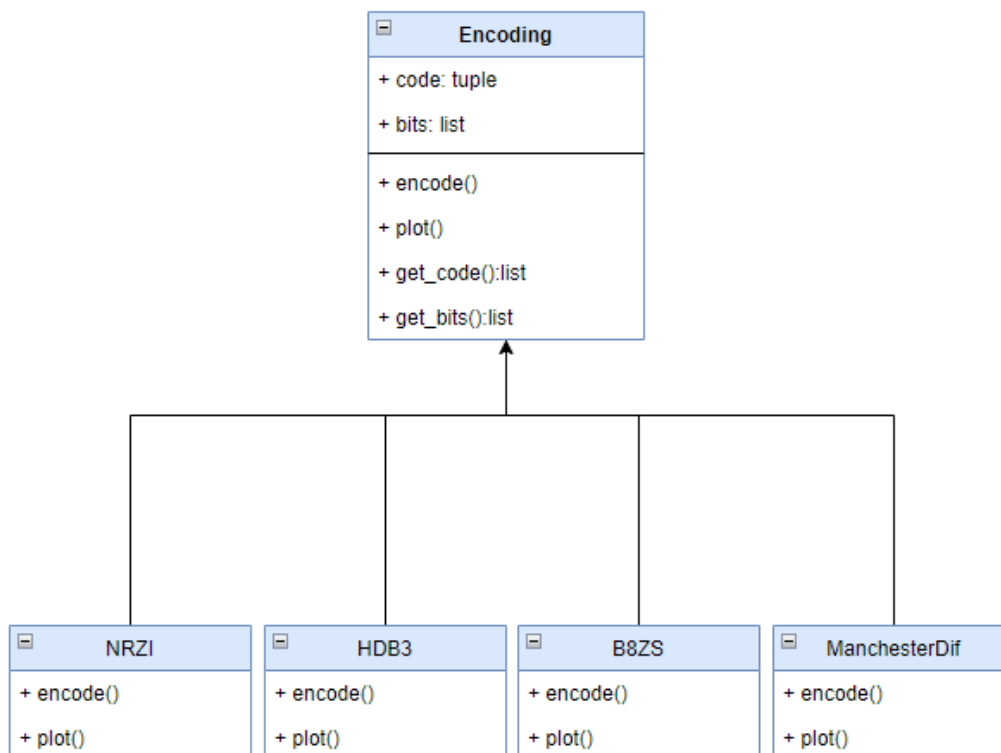 Encoding
+ code: tuple
+ bits: list
+ encode()
+ plot()
+ get_code():list
+ get_bits():list
NRZI
+ encode()
+ plot()
HDB3
+ encode()
+ plot()
B8ZS
+ encode()
+ plot()
ManchesterDif
+ encode()
+ plot()